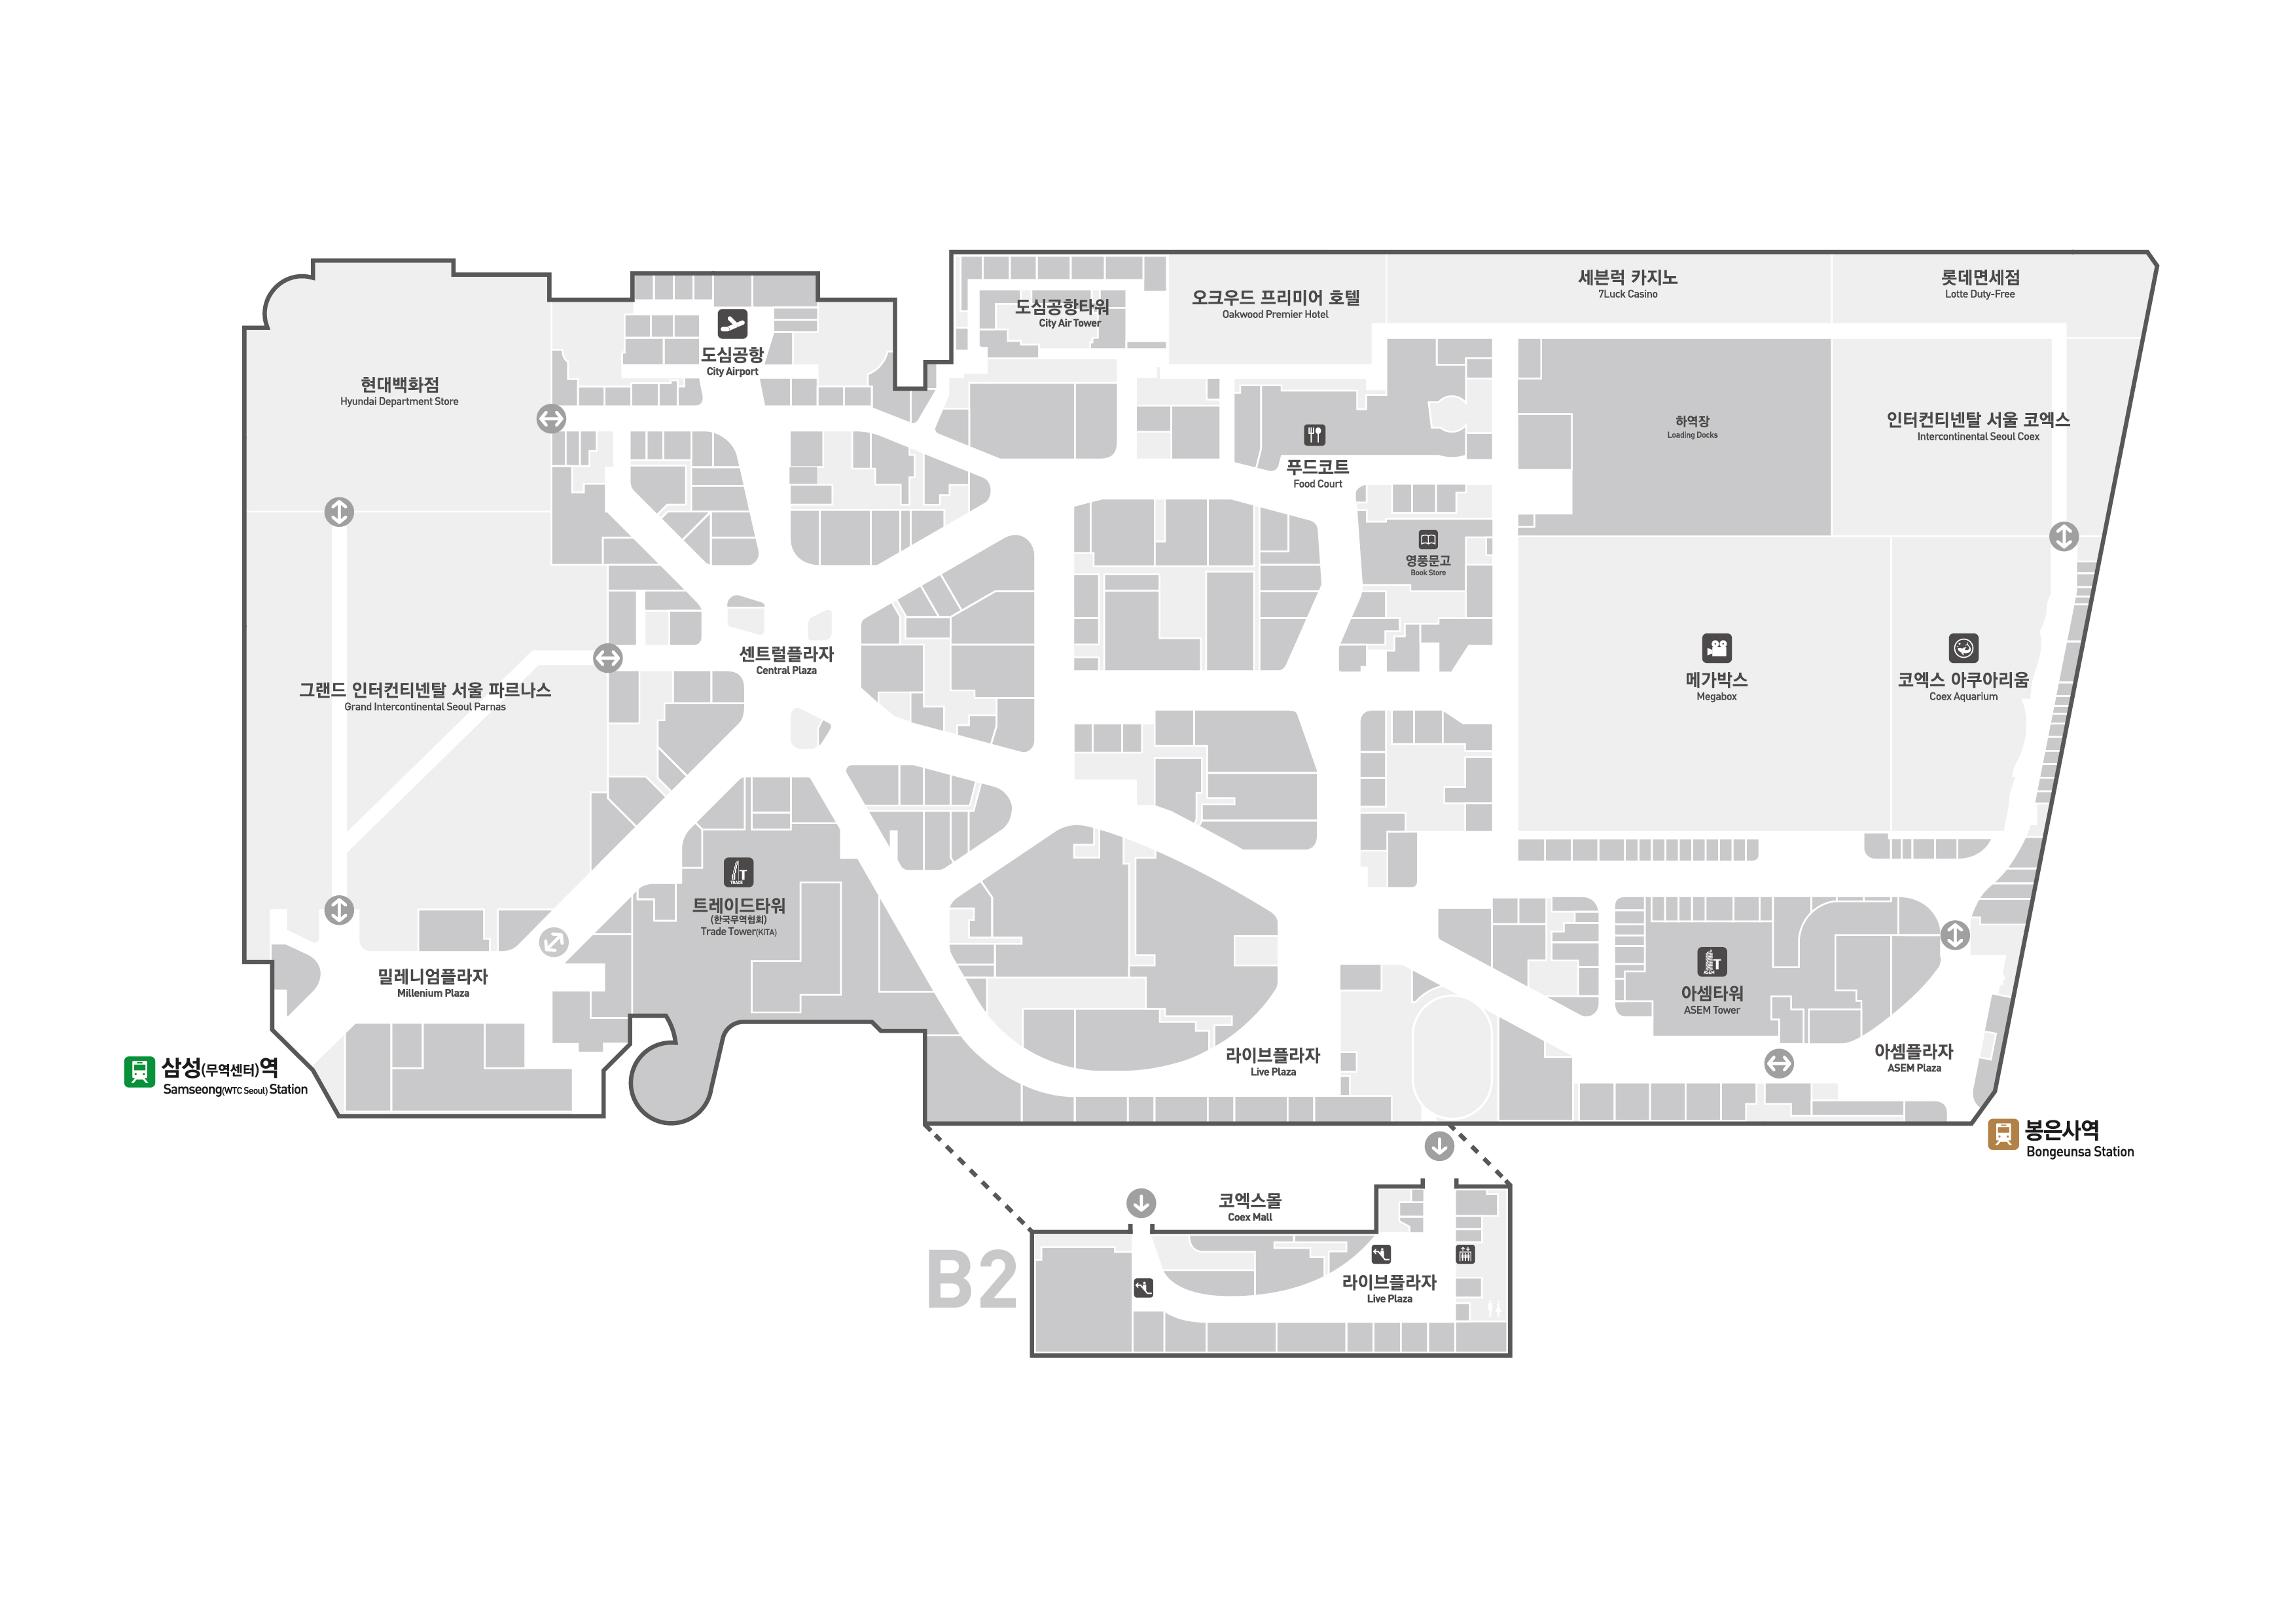 세븐럭 카지노
7Luck Casino
롯데면세점
Lotte Duty-Free
오크우드 프리미어 호텔
Oakwood Premier Hotel
도심공항타워
City Air Tower
도심공항
City Airport
현대백화점
Hyundai Department Store
하역장
Loading Docks
인터컨티넨탈 서울 코엑스
Intercontinental Seoul Coex
푸드코트
Food Court
영풍문고
Book Store
센트럴플라자
Central Plaza
메가박스
Megabox
코엑스 아쿠아리움
Coex Aquarium
그랜드 인터컨티넨탈 서울 파르나스
Grand Intercontinental Seoul Parnas
T
TRADE
트레이드타워
(한국무역협회)
Trade Tower(KITA)
밀레니엄플라자
Millenium Plaza
T
ASEM
아셈타워
ASEM Tower
라이브플라자
Live Plaza
아셈플라자
ASEM Plaza
삼성(무역센터)역
Samseong(WTC Seoul) Station
봉은사역
Bongeunsa Station
코엑스몰
Coex Mall
B2
라이브플라자
Live Plaza